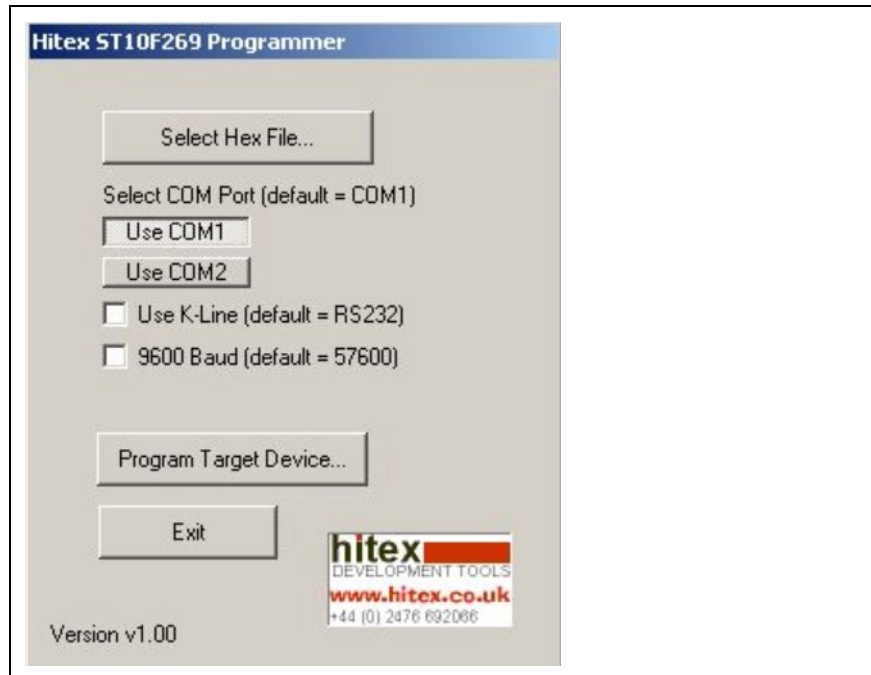 Hitex ST10F269 Programmer
Select Hex File...
Select COM Port (default = COM1)
Use COM1
Use COM2
Use K-Line (default = RS232)
9600 Baud (default = 57600)
Program Target Device...
Exit
hitex
DEVELOPMENT TOOLS
www.hitex.co.uk
+44 (0) 2476 692066
Version v1.00